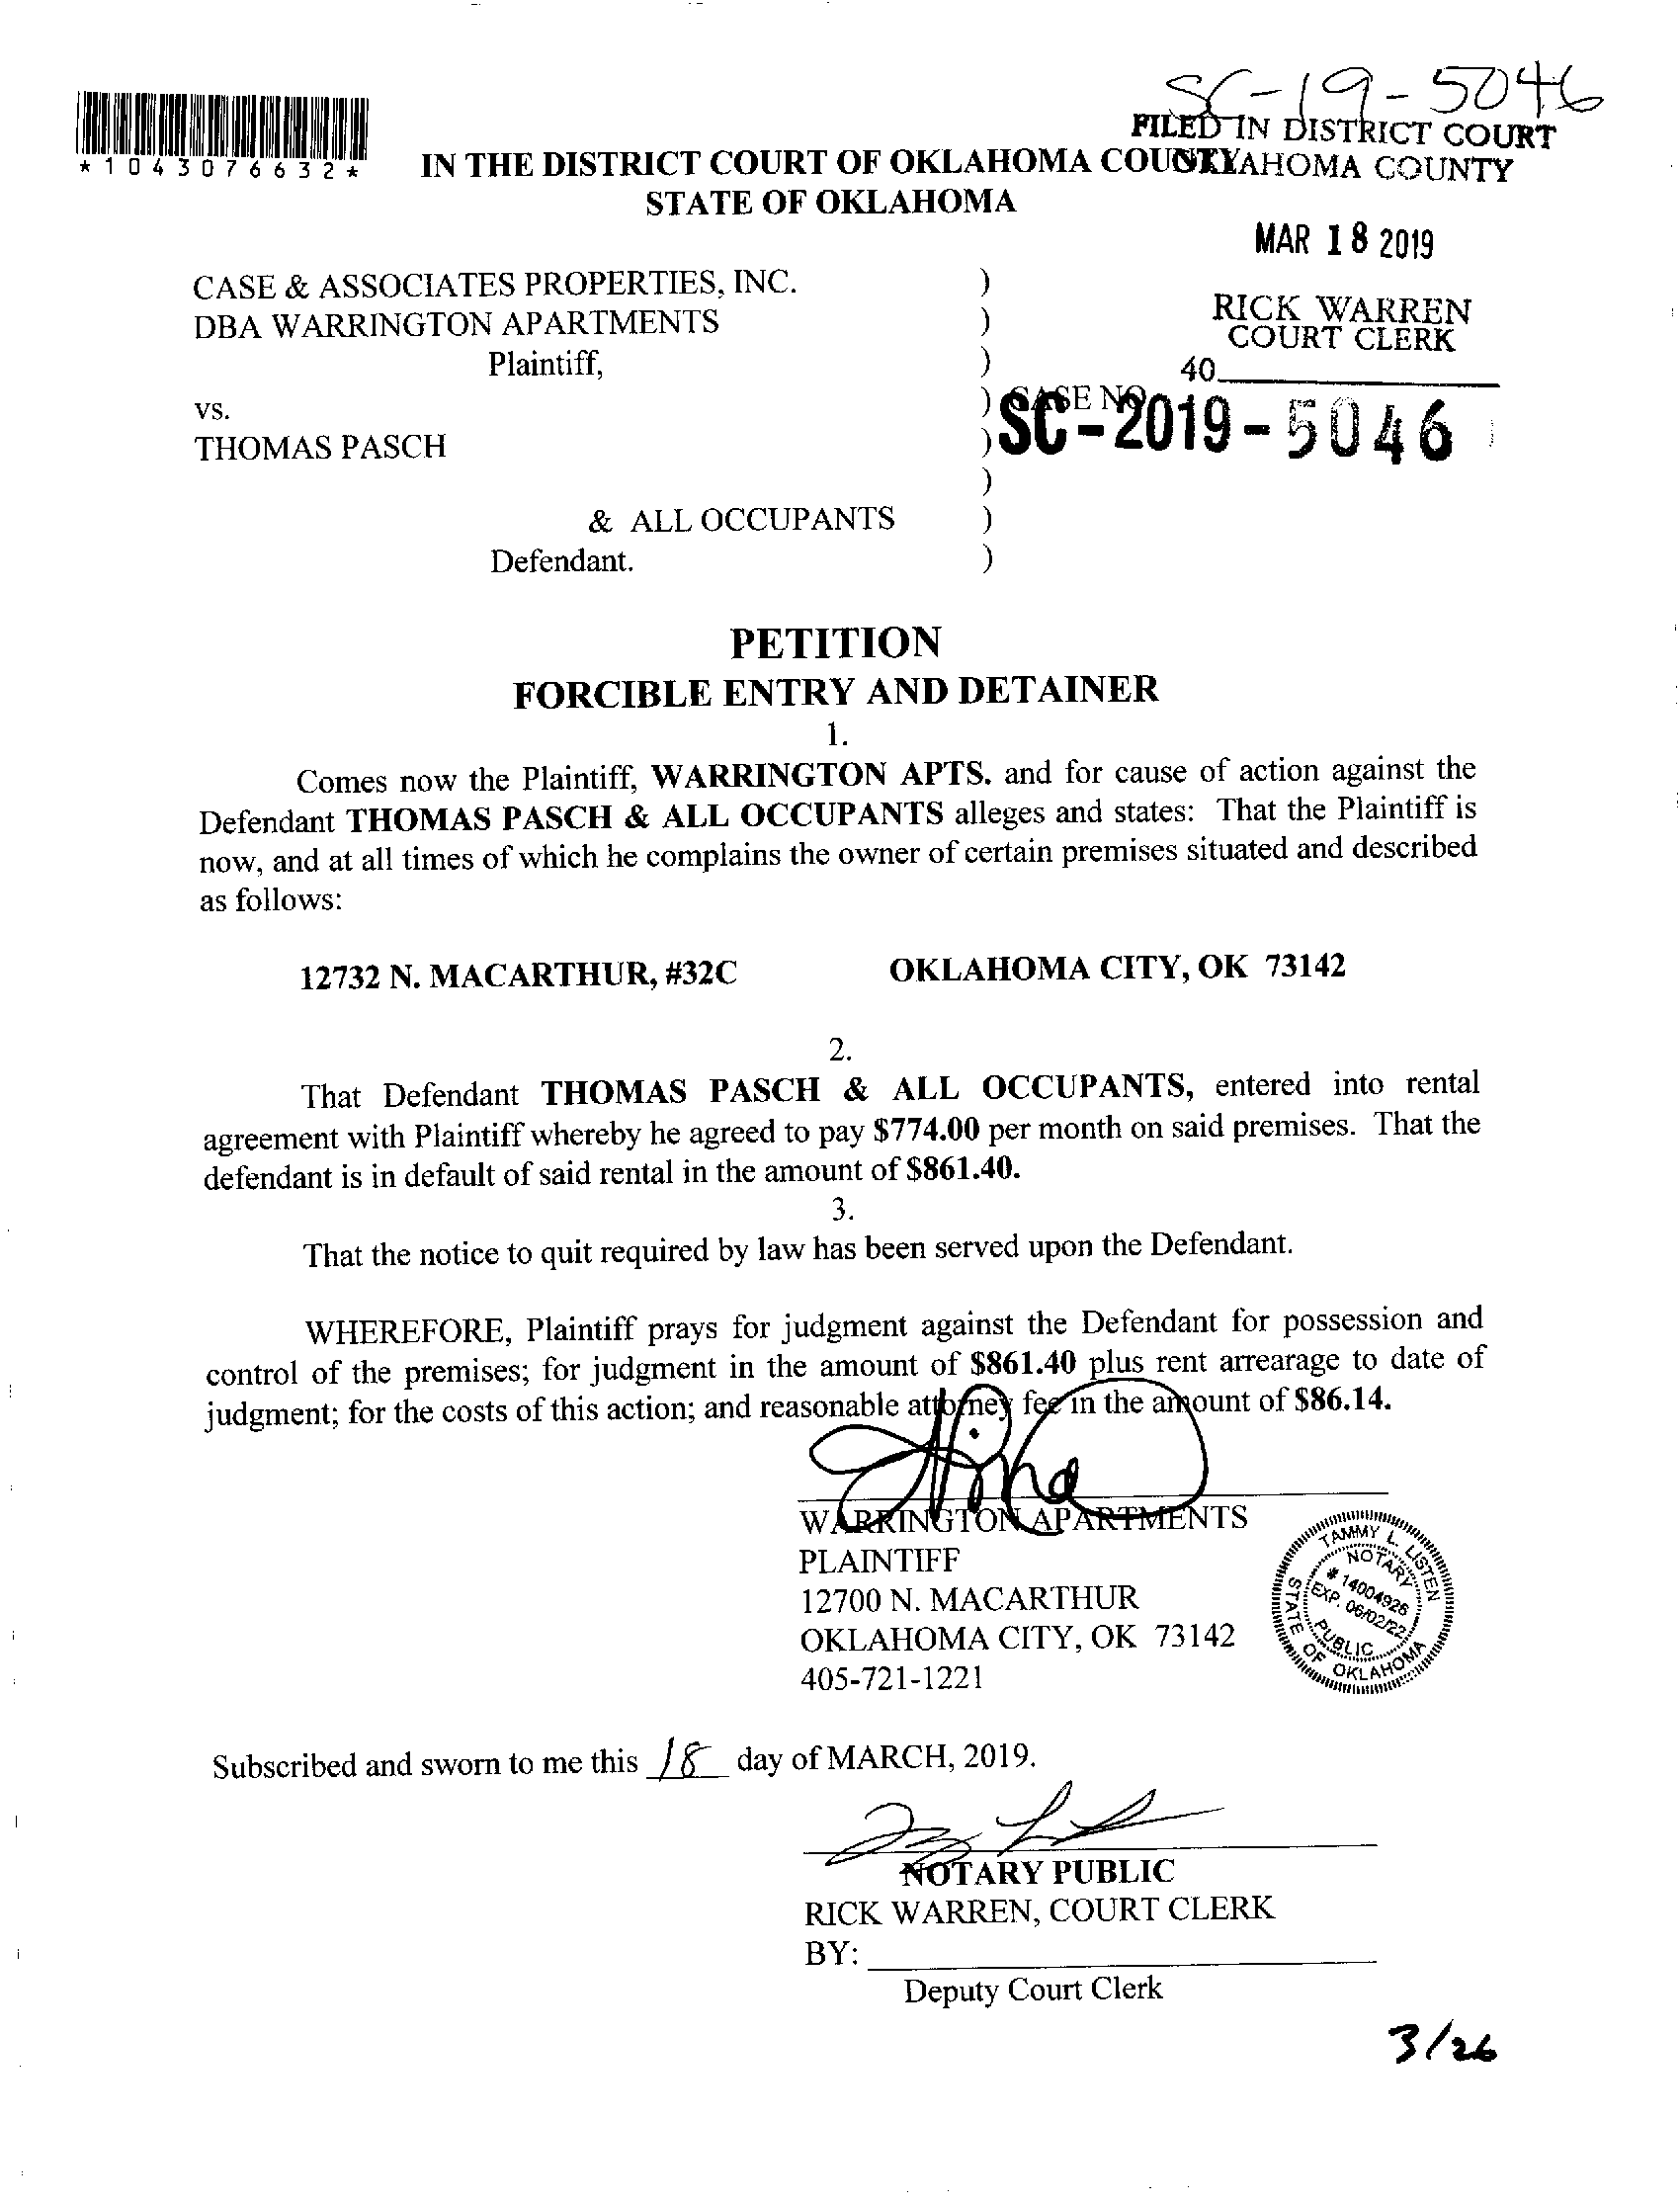 SC-19-5046
FILED IN DISTRICT COURT
*1043076632*
IN THE DISTRICT COURT OF OKLAHOMA COUNTY
OKLAHOMA COUNTY
STATE OF OKLAHOMA
MAR 18 2019
CASE & ASSOCIATES PROPERTIES, INC. )
DBA WARRINGTON APARTMENTS )
RICK WARREN
COURT CLERK
Plaintiff, )
40
vs. ) CASE NO.
SC-2019-5046
THOMAS PASCH )
)
& ALL OCCUPANTS )
Defendant. )
PETITION
FORCIBLE ENTRY AND DETAINER
1.
Comes now the Plaintiff, WARRINGTON APTS. and for cause of action against the
Defendant THOMAS PASCH & ALL OCCUPANTS alleges and states: That the Plaintiff is
now, and at all times of which he complains the owner of certain premises situated and described
as follows:
12732 N. MACARTHUR, #32C OKLAHOMA CITY, OK 73142
2.
That Defendant THOMAS PASCH & ALL OCCUPANTS, entered into rental
agreement with Plaintiff whereby he agreed to pay $774.00 per month on said premises. That the
defendant is in default of said rental in the amount of $861.40.
3.
That the notice to quit required by law has been served upon the Defendant.
WHEREFORE, Plaintiff prays for judgment against the Defendant for possession and
control of the premises; for judgment in the amount of $861.40 plus rent arrearage to date of
judgment; for the costs of this action; and reasonable attorney fee in the amount of $86.14.
WARRINGTON APARTMENTS
PLAINTIFF
12700 N. MACARTHUR
OKLAHOMA CITY, OK 73142
405-721-1221
TAMMY L. LISTEN
NOTARY
# 14004926
EXP. 06/02/22
PUBLIC
STATE OF OKLAHOMA
Subscribed and sworn to me this 18 day of MARCH, 2019.
NOTARY PUBLIC
RICK WARREN, COURT CLERK
BY:
Deputy Court Clerk
3/26